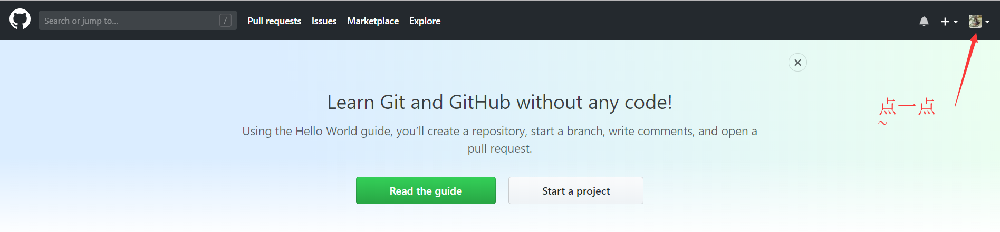 Search or jump to... /
Pull requests Issues Marketplace Explore
Learn Git and GitHub without any code!
Using the Hello World guide, you’ll create a repository, start a branch, write comments, and open a
pull request.
Read the guide
Start a project
点一点
~